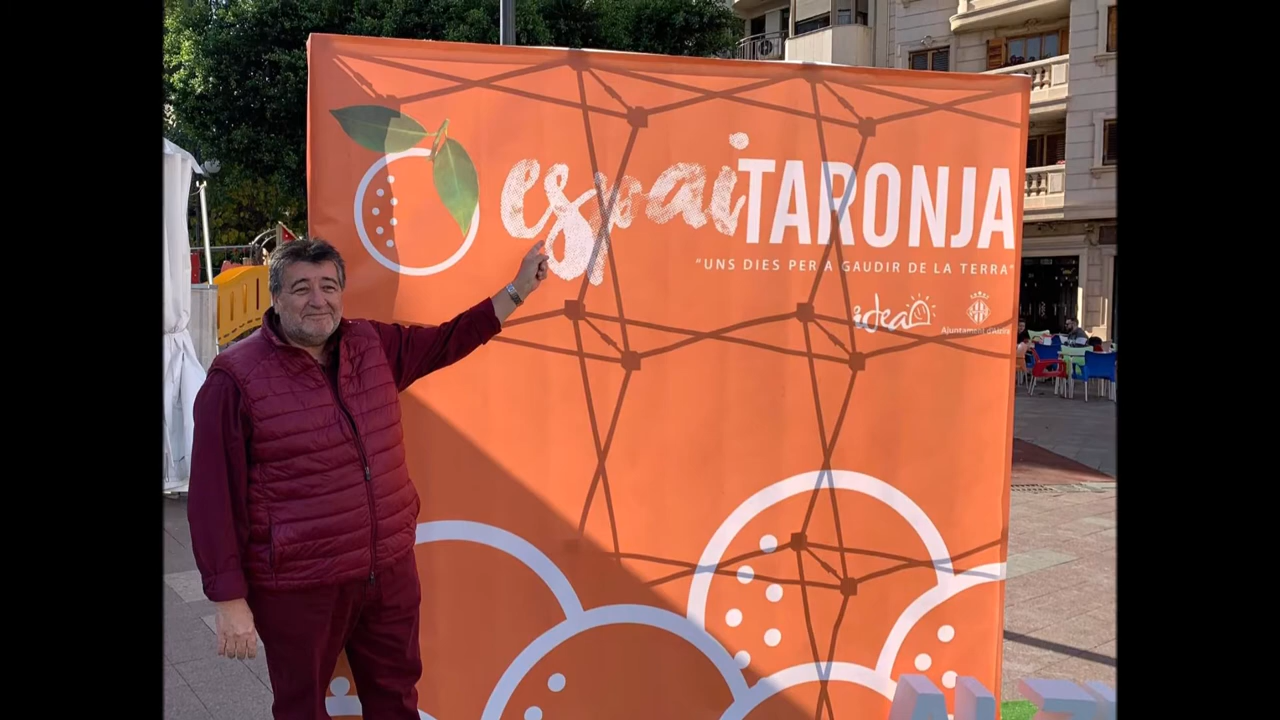 espaiTARONJA
"UNS DIES PER A GAUDIR DE LA TERRA"
idea
Ajuntament d'Alzira